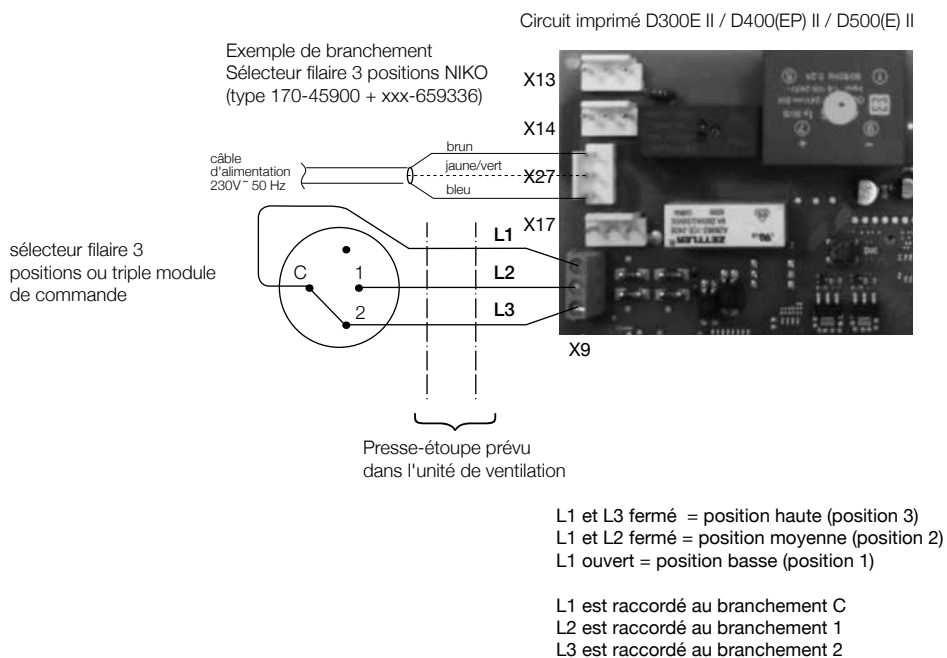 Circuit imprimé D300E II / D400(EP) II / D500(E) II
Exemple de branchement
Sélecteur filaire 3 positions NIKO
(type 170-45900 + xxx-659336)
X13
X14
brun
câble
d'alimentation
230V~ 50 Hz
jaune/vert
X27
bleu
X17
L1
sélecteur filaire 3
positions ou triple module
de commande
C
1
L2
2
L3
X9
Presse-étoupe prévu
dans l'unité de ventilation
L1 et L3 fermé = position haute (position 3)
L1 et L2 fermé = position moyenne (position 2)
L1 ouvert = position basse (position 1)
L1 est raccordé au branchement C
L2 est raccordé au branchement 1
L3 est raccordé au branchement 2
ZETTLER